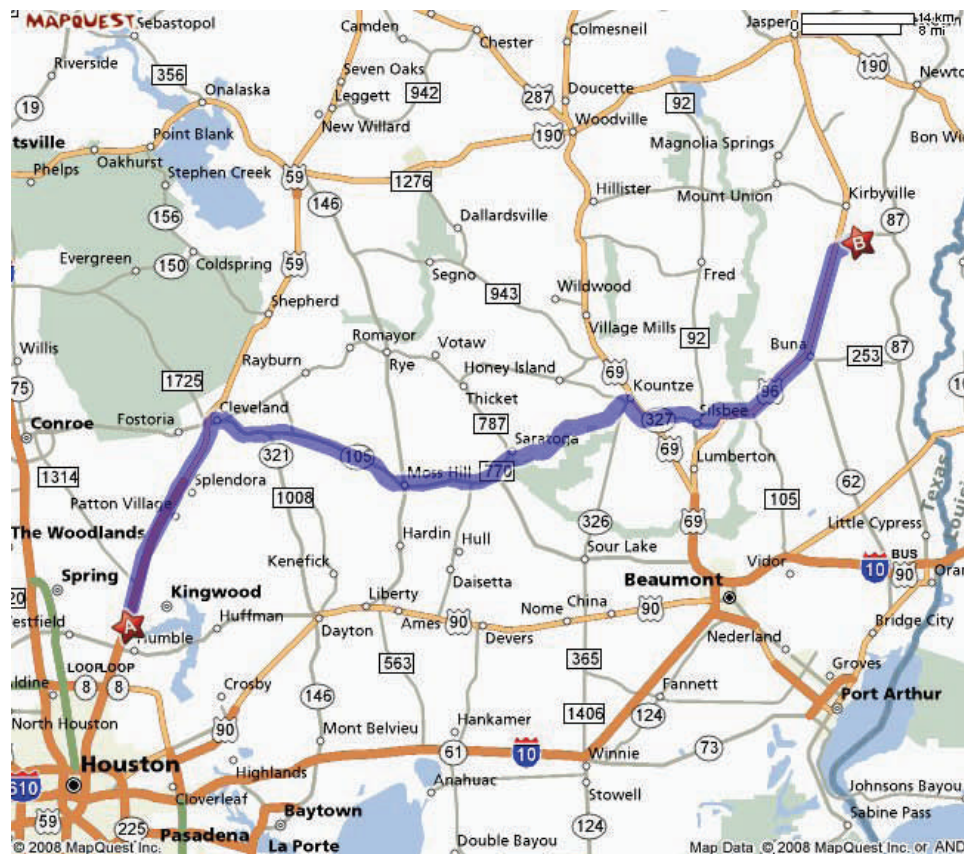 MAPQUEST
Sebastopol
Camden
Chester
Colmesneil
Jasper
0
14 km
8 mi
Riverside
356
Seven Oaks
190
Newto
19
Onalaska
Leggett
942
287
Doucette
92
New Willard
Woodville
tsville
Point Blank
190
Bon Wie
Oakhurst
Magnolia Springs
Phelps
Stephen Creek
59
1276
Hillister
Mount Union
146
Kirbyville
156
Dallardsville
87
B
Evergreen
150
Coldspring
59
Segno
Fred
943
Wildwood
Shepherd
Village Mills
Willis
Romayor
Votaw
92
Buna
87
75
Rayburn
Rye
Honey Island
69
253
1725
Kountze
96
Thicket
Fostoria
Cleveland
787
327
Silsbee
Conroe
Saratoga
69
321
105
Lumberton
Texas
Louisi
1314
Moss Hill
770
Splendora
1008
105
62
Patton Village
326
69
Little Cypress
The Woodlands
Hardin
Hull
Sour Lake
Vidor
10
BUS
90
Spring
Kenefick
Daisetta
Beaumont
Oran
Kingwood
Liberty
Nome
China
90
A
Huffman
Ames
90
Bridge City
estfield
Dayton
Devers
Humble
Nederland
LOOP
LOOP
563
365
Groves
8
8
Crosby
146
Fannett
Port Arthur
ldine
North Houston
90
Mont Belvieu
Hankamer
1406
124
61
10
73
Houston
Highlands
Winnie
610
Cloverleaf
Anahuac
Stowell
Johnsons Bayou
Baytown
Sabine Pass
59
225
Pasadena
La Porte
Double Bayou
124
© 2008 MapQuest Inc.
Map Data © 2008 MapQuest Inc. or AND